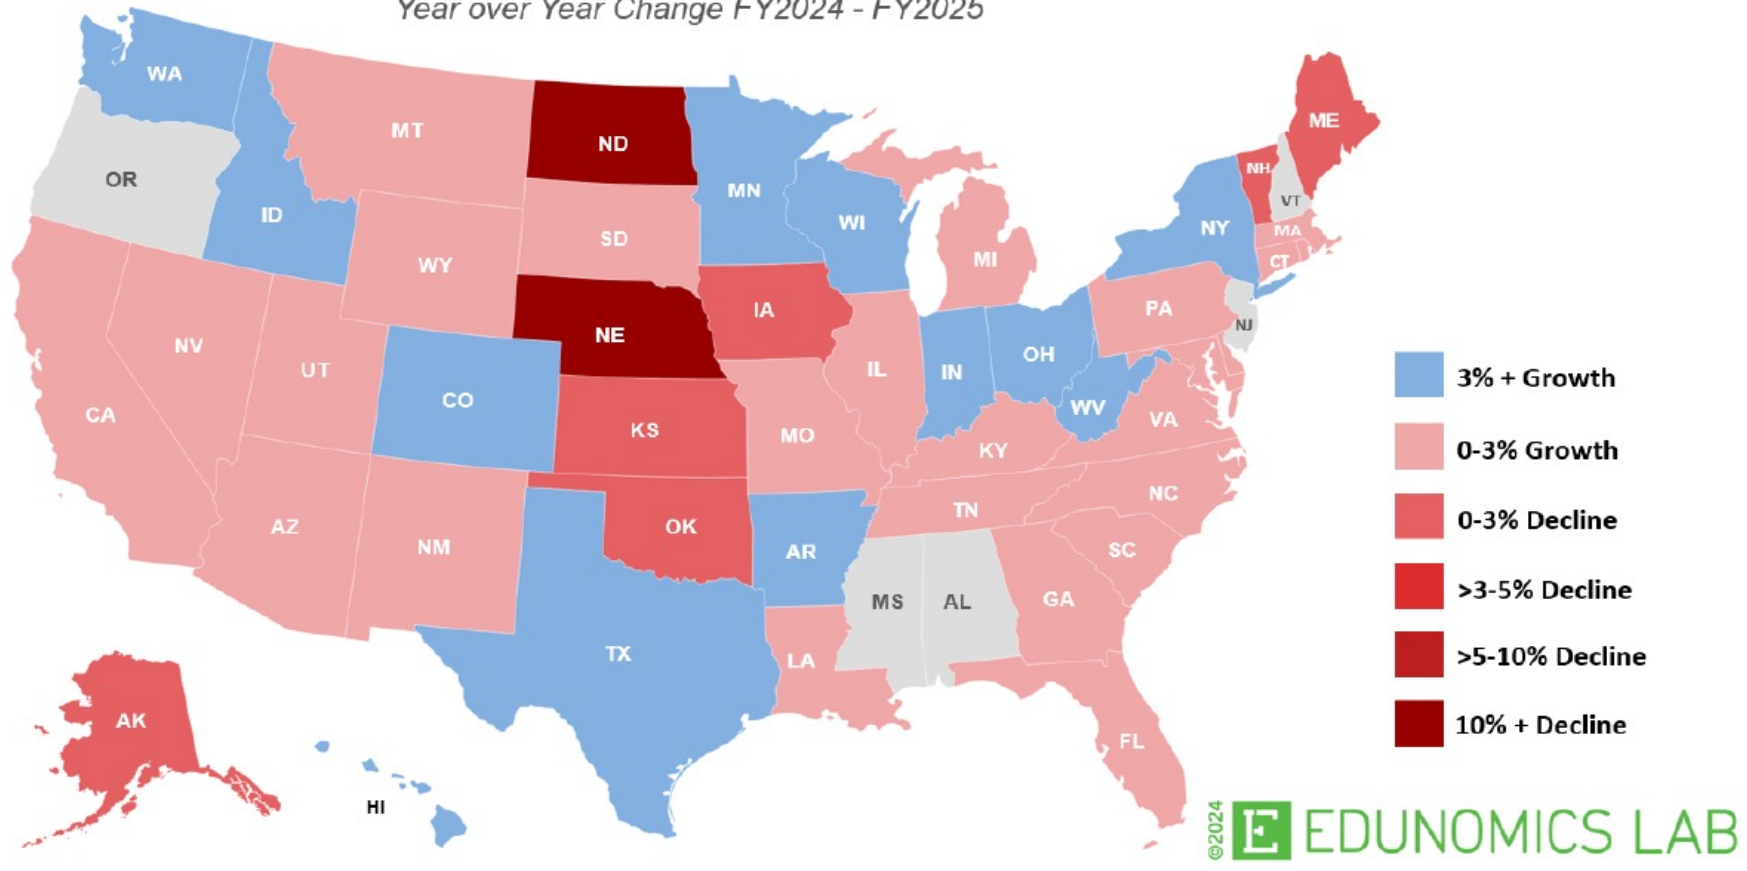 Year over Year Change FY2024 - FY2025
WA
MT
ND
MN
OR
ID
SD
WI
WY
MI
NY
NH
ME
VT
MA
CT
NE
IA
PA
NJ
NV
UT
CO
IL
IN
OH
WV
VA
CA
KS
MO
KY
AZ
NM
OK
AR
TN
NC
SC
MS
AL
GA
TX
LA
FL
AK
HI
3% + Growth
0-3% Growth
0-3% Decline
>3-5% Decline
>5-10% Decline
10% + Decline
©2024
E EDUNOMICS LAB